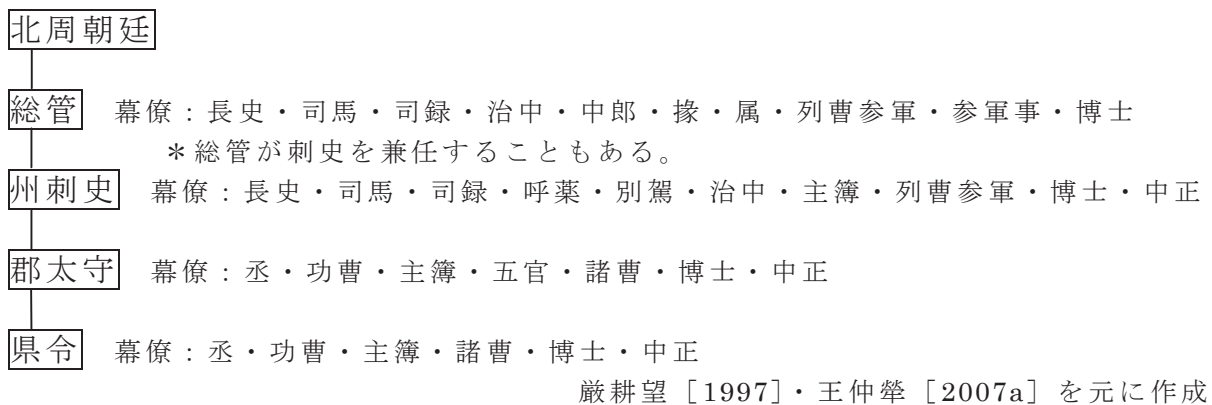 北周朝廷
総管 幕僚：長史・司馬・司録・治中・中郎・掾・属・列曹参軍・参軍事・博士
＊総管が刺史を兼任することもある。
州刺史 幕僚：長史・司馬・司録・呼薬・別駕・治中・主簿・列曹参軍・博士・中正
郡太守 幕僚：丞・功曹・主簿・五官・諸曹・博士・中正
県令 幕僚：丞・功曹・主簿・諸曹・博士・中正
厳耕望［1997］・王仲犖［2007a］を元に作成